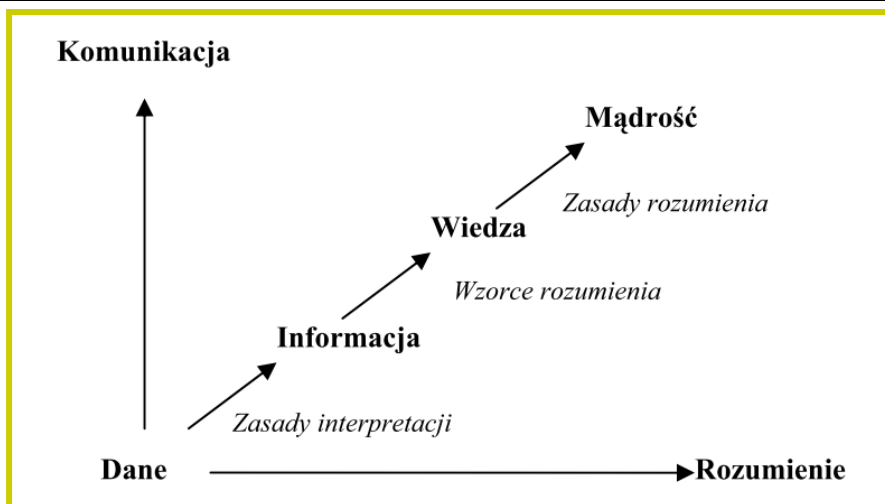 Komunikacja
Mądrość
Zasady rozumienia
Wiedza
Wzorce rozumienia
Informacja
Zasady interpretacji
Dane
Rozumienie